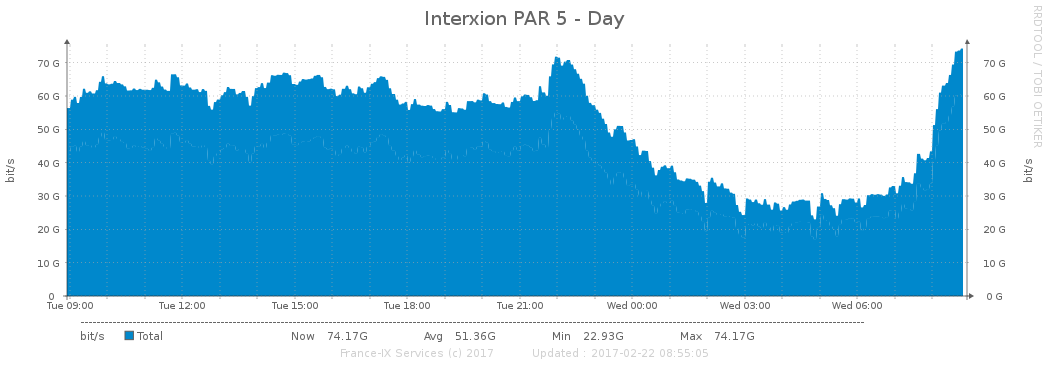 Interxion PAR 5 - Day
RRDTOOL / TOBI OETIKER
bit/s
70 G 70 G
60 G 60 G
50 G 50 G
40 G 40 G
30 G 30 G
20 G 20 G
10 G 10 G
0 0 G
bit/s
Tue 09:00 Tue 12:00 Tue 15:00 Tue 18:00 Tue 21:00 Wed 00:00 Wed 03:00 Wed 06:00
bit/s Total Now 74.17G Avg 51.36G Min 22.93G Max 74.17G
France-IX Services (c) 2017 Updated : 2017-02-22 08:55:05